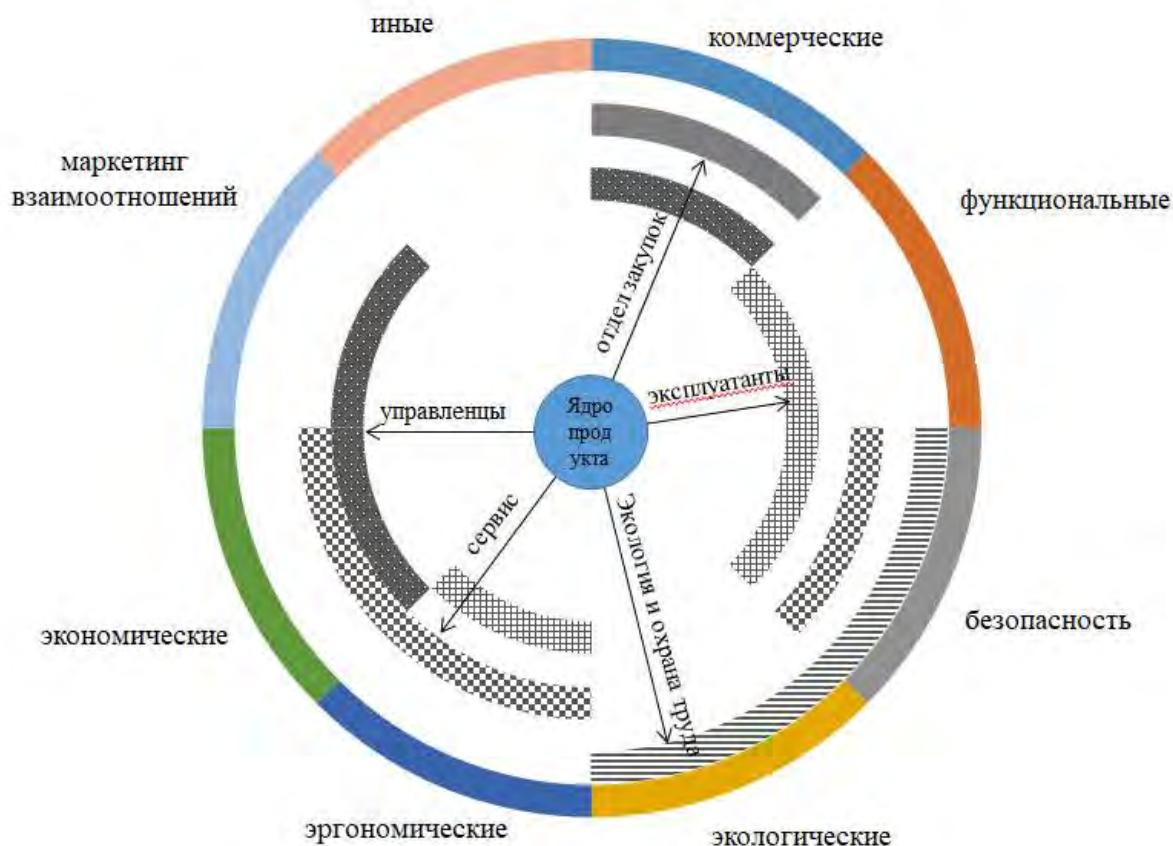 иные
коммерческие
маркетинг
взаимоотношений
функциональные
отдел закупок
эксплуатанты
управленцы
Ядро
прод
укта
сервис
Экология и охрана труда
экономические
безопасность
эргономические
экологические